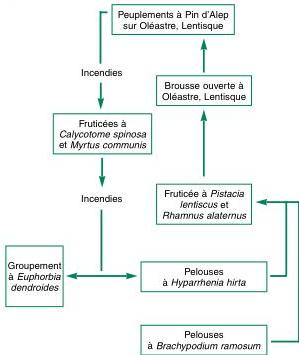 Peuplements à Pin d'Alep
sur Oléastre, Lentisque
Incendies
Brousse ouverte à
Oléastre, Lentisque
Fruticées à
Calycotome spinosa
et Myrtus communis
Incendies
Fruticée à Pistacia
lentiscus et
Rhamnus alaternus
Groupement
à Euphorbia
dendroides
Pelouses
à Hyparrhenia hirta
Pelouses
à Brachypodium ramosum